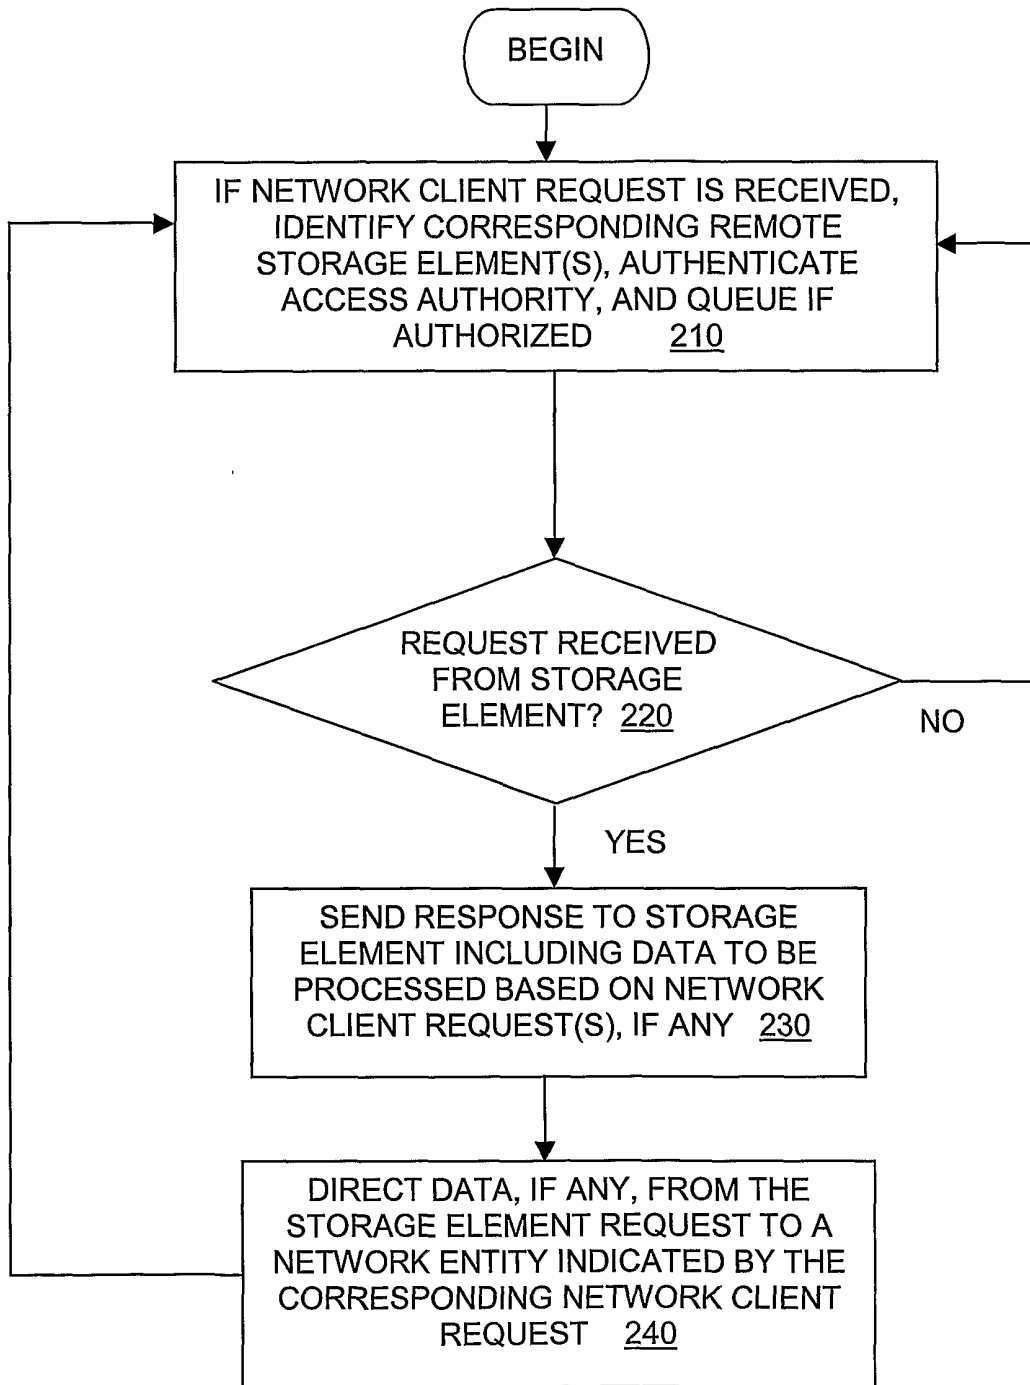 BEGIN
IF NETWORK CLIENT REQUEST IS RECEIVED,
IDENTIFY CORRESPONDING REMOTE
STORAGE ELEMENT(S), AUTHENTICATE
ACCESS AUTHORITY, AND QUEUE IF
AUTHORIZED 210
REQUEST RECEIVED
FROM STORAGE
ELEMENT? 220
NO
YES
SEND RESPONSE TO STORAGE
ELEMENT INCLUDING DATA TO BE
PROCESSED BASED ON NETWORK
CLIENT REQUEST(S), IF ANY 230
DIRECT DATA, IF ANY, FROM THE
STORAGE ELEMENT REQUEST TO A
NETWORK ENTITY INDICATED BY THE
CORRESPONDING NETWORK CLIENT
REQUEST 240